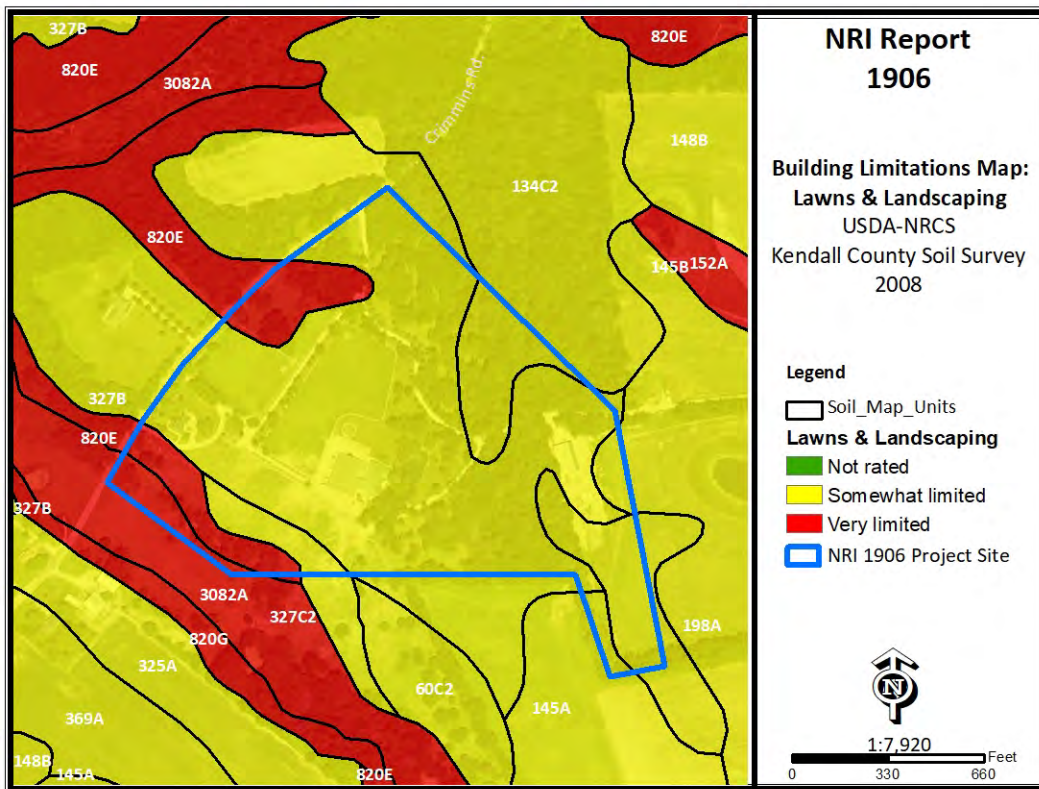 327B
820E
820E
3082A
Crimmins Rd.
148B
134C2
820E
145B
152A
327B
820E
327B
3082A
327C2
820G
198A
325A
60C2
145A
369A
148B
145A
820E
NRI Report
1906
Building Limitations Map:
Lawns & Landscaping
USDA-NRCS
Kendall County Soil Survey
2008
Legend
Soil_Map_Units
Lawns & Landscaping
Not rated
Somewhat limited
Very limited
NRI 1906 Project Site
N
1:7,920
Feet
0 330 660